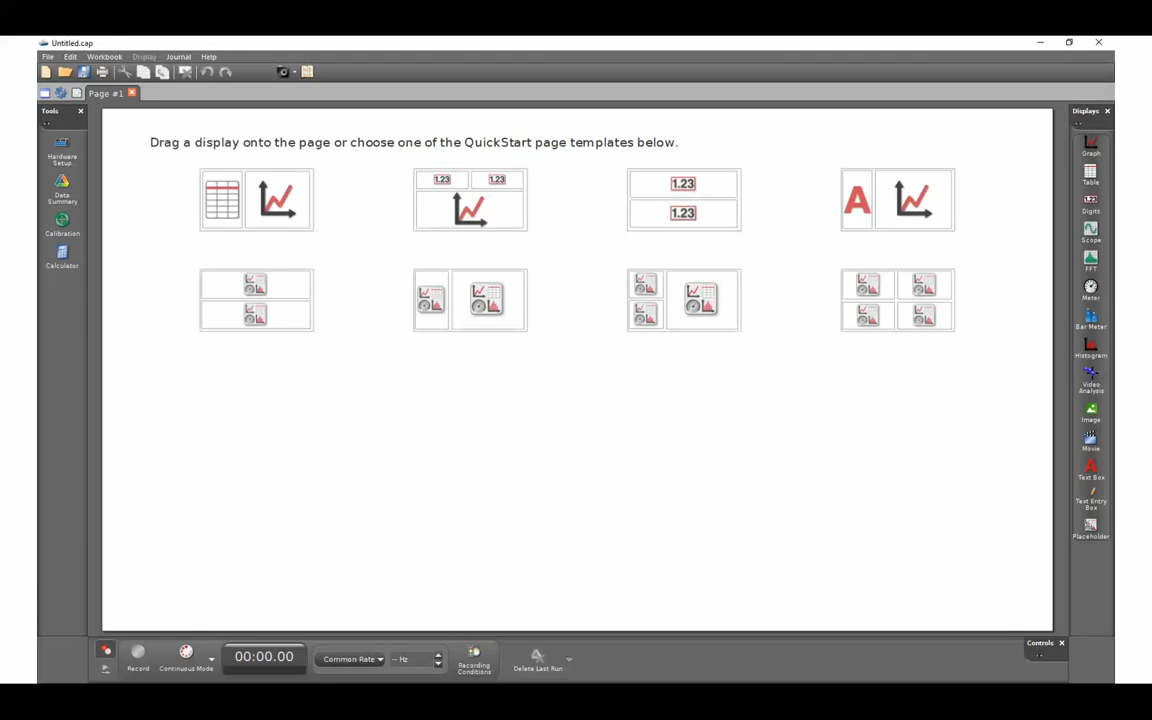 Untitled.cap
File Edit Workbook Display Journal Help
Page #1
Tools
Displays
Hardware
Setup
Data
Summary
Calibration
Calculator
Drag a display onto the page or choose one of the QuickStart page templates below.
1.23 1.23
1.23
1.23
A
Graph
Table
1.23
Digits
Scope
FFT
Meter
Bar Meter
Histogram
Video
Analysis
Image
Movie
A
Text Box
Text Entry
Box
Placeholder
Record
Continuous Mode
00:00.00
Common Rate
-- Hz
Recording
Conditions
Delete Last Run
Controls